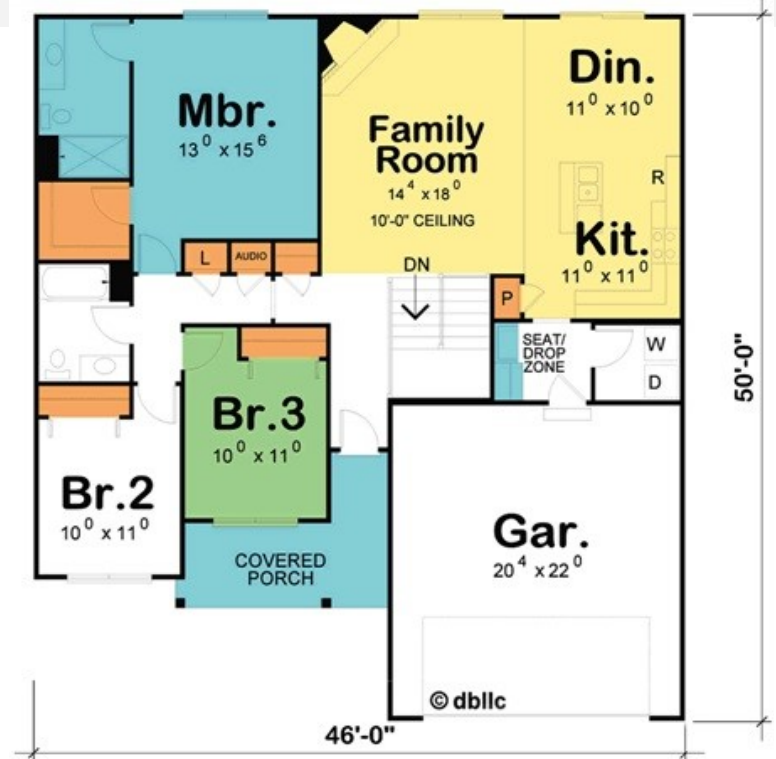 Mbr.
13⁰ x 15⁶
Family
Room
14⁴ x 18⁰
10'-0" CEILING
Din.
11⁰ x 10⁰
R
Kit.
11⁰ x 11⁰
L
AUDIO
DN
P
SEAT/
DROP
ZONE
W
D
50'-0"
Br.3
10⁰ x 11⁰
Br.2
10⁰ x 11⁰
COVERED
PORCH
Gar.
20⁴ x 22⁰
© dbllc
46'-0"